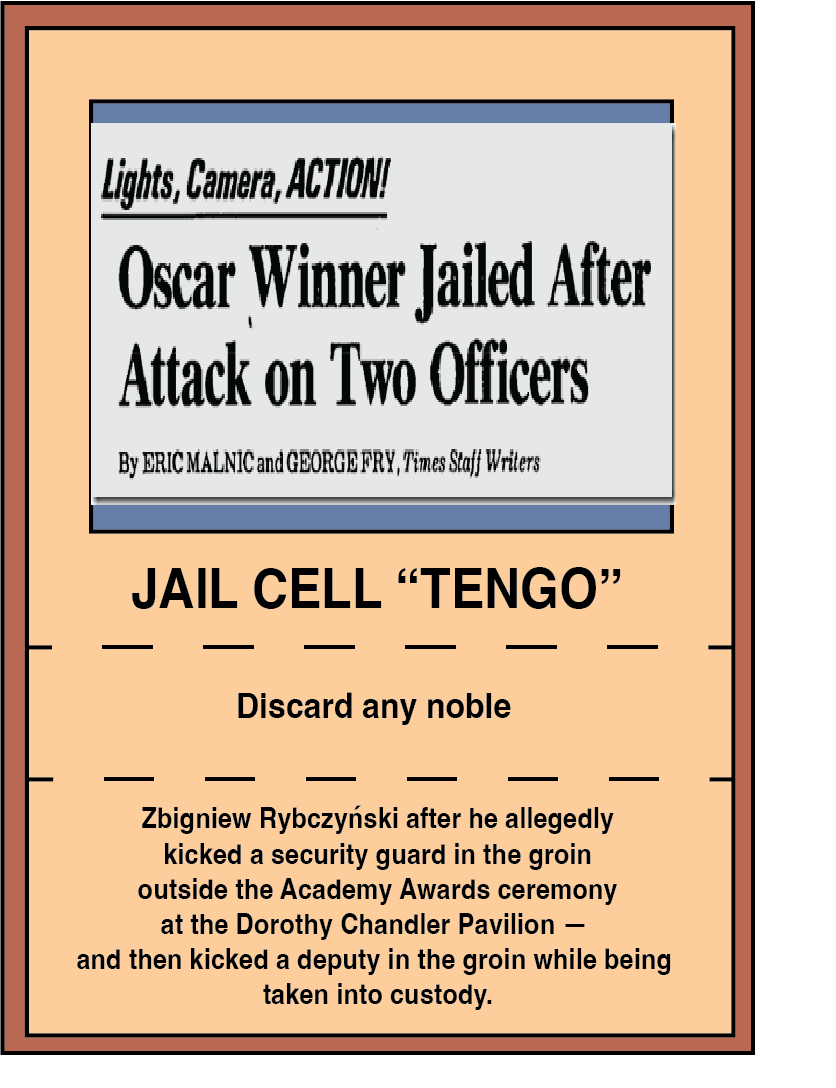 Lights, Camera, ACTION!
Oscar Winner Jailed After
Attack on Two Officers
By ERIC MALNIC and GEORGE FRY, Times Staff Writers
JAIL CELL “TENGO”
Discard any noble
Zbigniew Rybczyński after he allegedly
kicked a security guard in the groin
outside the Academy Awards ceremony
at the Dorothy Chandler Pavilion —
and then kicked a deputy in the groin while being
taken into custody.